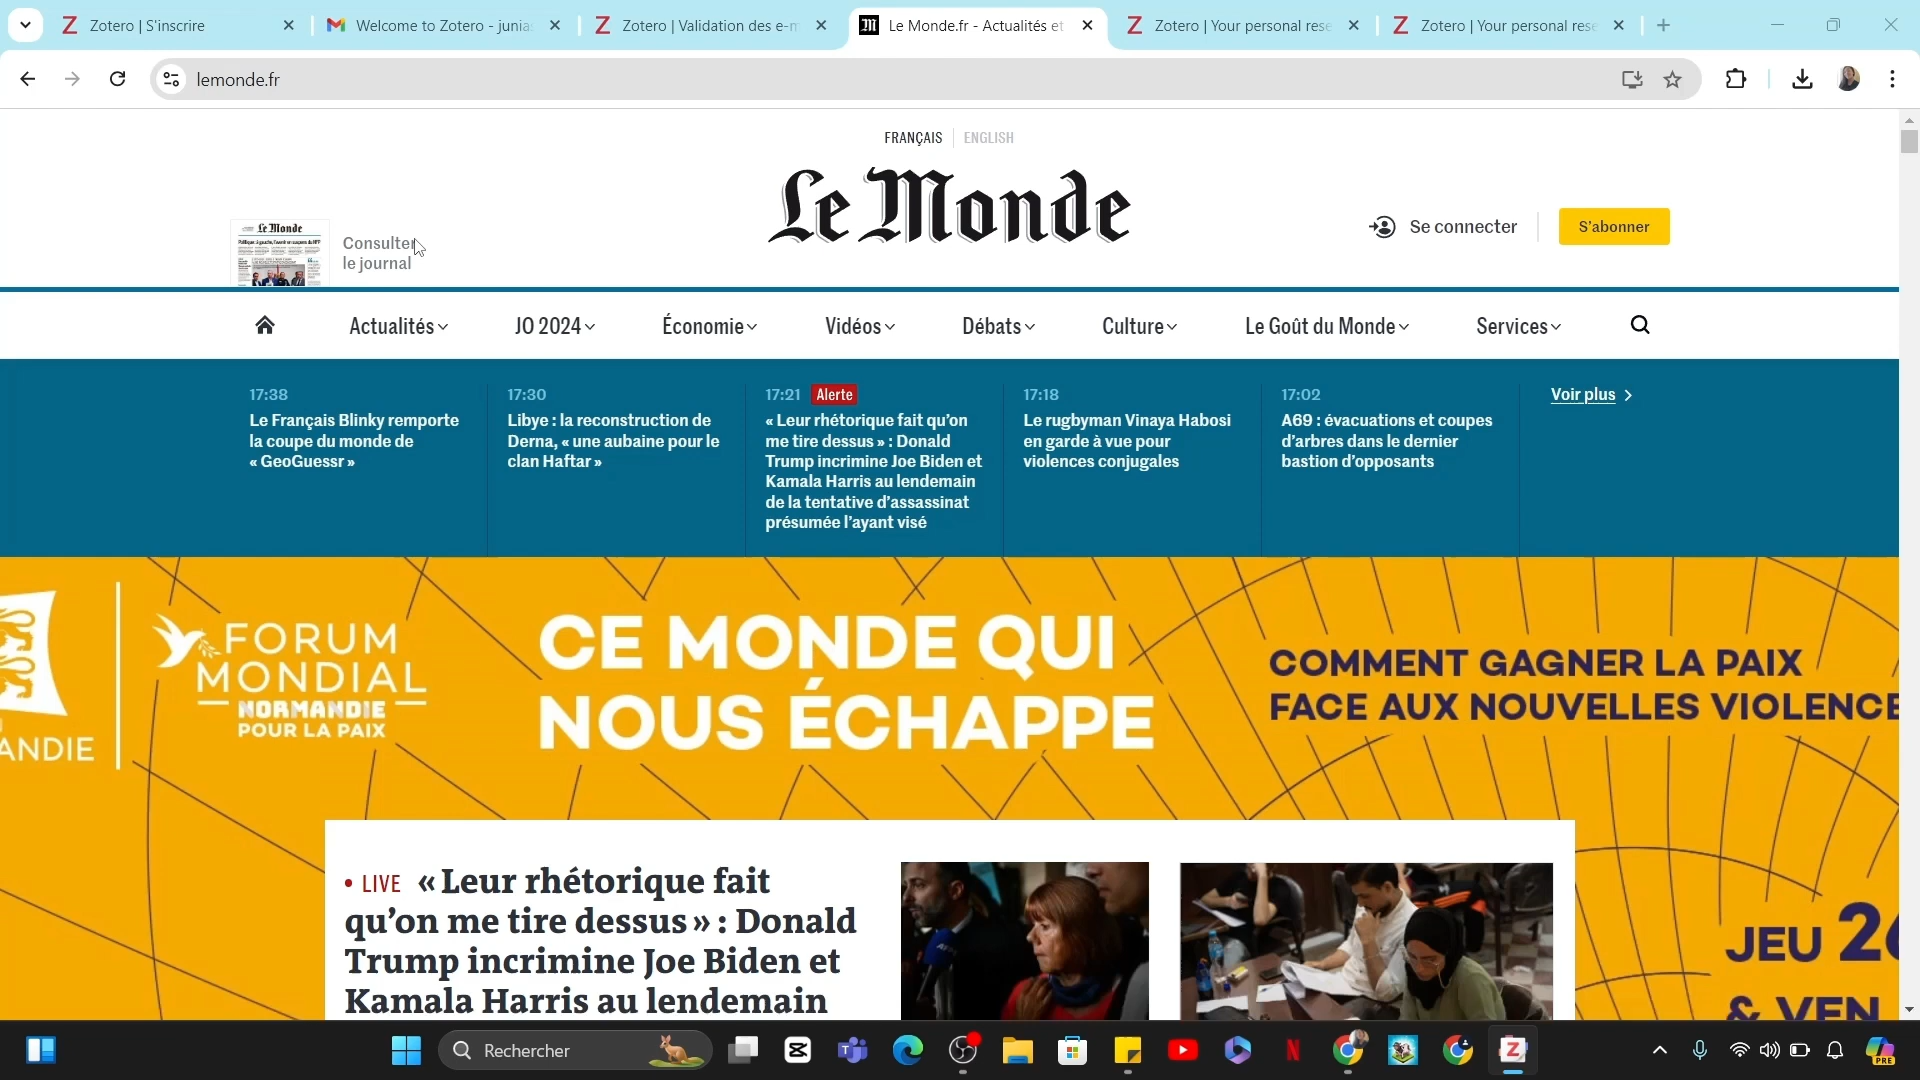 Zotero | S'inscrire
Welcome to Zotero - junia
Zotero | Validation des e-m
Le Monde.fr - Actualités et
Zotero | Your personal rese
Zotero | Your personal rese
lemonde.fr
FRANÇAIS
ENGLISH
Le Monde
Le Monde
Consulter
le journal
Se connecter
S'abonner
Actualités
JO 2024
Économie
Vidéos
Débats
Culture
Le Goût du Monde
Services
17:38
Le Français Blinky remporte
la coupe du monde de
« GeoGuessr »
17:30
Libye : la reconstruction de
Derna, « une aubaine pour le
clan Haftar »
17:21 Alerte
« Leur rhétorique fait qu'on
me tire dessus » : Donald
Trump incrimine Joe Biden et
Kamala Harris au lendemain
de la tentative d'assassinat
présumée l'ayant visé
17:18
Le rugbyman Vinaya Habosi
en garde à vue pour
violences conjugales
17:02
A69 : évacuations et coupes
d'arbres dans le dernier
bastion d'opposants
Voir plus
ANDIE
FORUM
MONDIAL
NORMANDIE
POUR LA PAIX
CE MONDE QUI
NOUS ÉCHAPPE
COMMENT GAGNER LA PAIX
FACE AUX NOUVELLES VIOLENCE
JEU 26
& VEN
• LIVE « Leur rhétorique fait
qu'on me tire dessus » : Donald
Trump incrimine Joe Biden et
Kamala Harris au lendemain
Rechercher
PRE